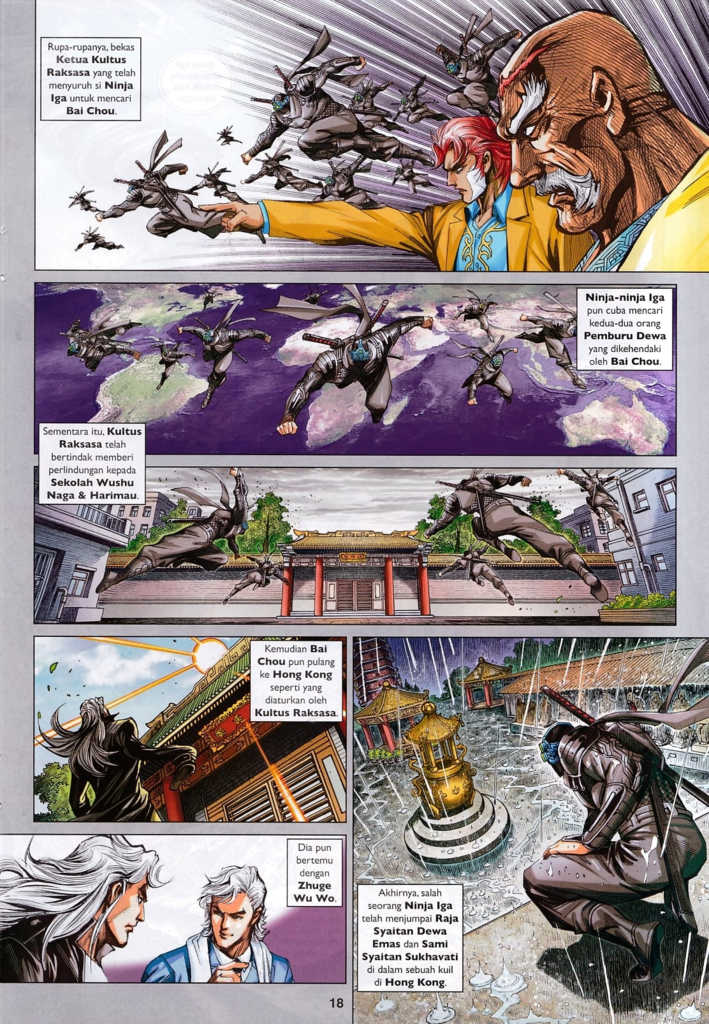 Rupa-rupanya, bekas
Ketua Kultus
Raksasa yang telah
menyuruh si Ninja
Iga untuk mencari
Bai Chou.
Ninja-ninja Iga
pun cuba mencari
kedua-dua orang
Pemburu Dewa
yang dikehendaki
oleh Bai Chou.
Sementara itu, Kultus
Raksasa telah
bertindak memberi
perlindungan kepada
Sekolah Wushu
Naga & Harimau.
Kemudian Bai
Chou pun pulang
ke Hong Kong
seperti yang
diaturkan oleh
Kultus Raksasa.
Dia pun
bertemu
dengan
Zhuge
Wu Wo.
Akhirnya, salah
seorang Ninja Iga
telah menjumpai Raja
Syaitan Dewa
Emas dan Sami
Syaitan Sukhavati
di dalam sebuah kuil
di Hong Kong.
18